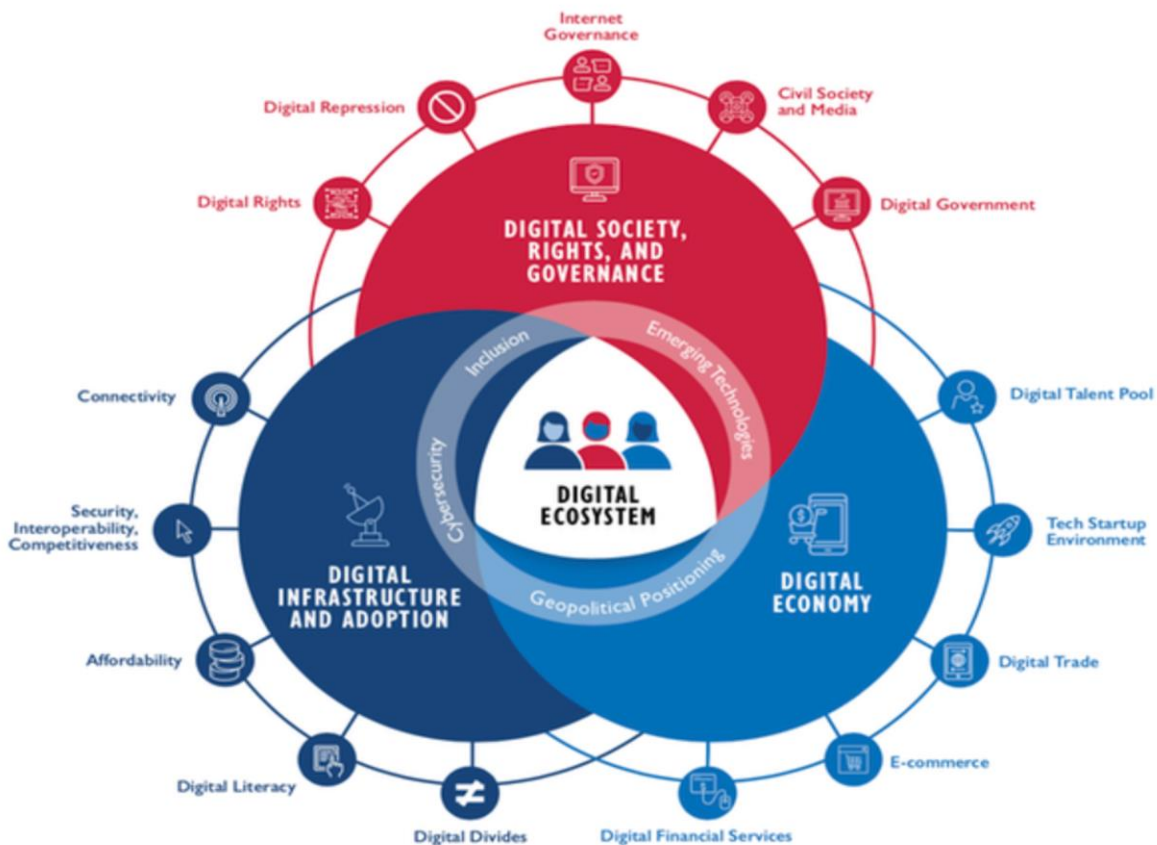 Internet
Governance
Digital Repression
Civil Society
and Media
Digital Rights
Digital Government
DIGITAL SOCIETY,
RIGHTS, AND
GOVERNANCE
Inclusion
Emerging Technologies
Connectivity
Digital Talent Pool
Cybersecurity
DIGITAL
ECOSYSTEM
Security,
Interoperability,
Competitiveness
Tech Startup
Environment
DIGITAL
INFRASTRUCTURE
AND ADOPTION
Geopolitical Positioning
DIGITAL
ECONOMY
Affordability
Digital Trade
Digital Literacy
E-commerce
Digital Divides
Digital Financial Services